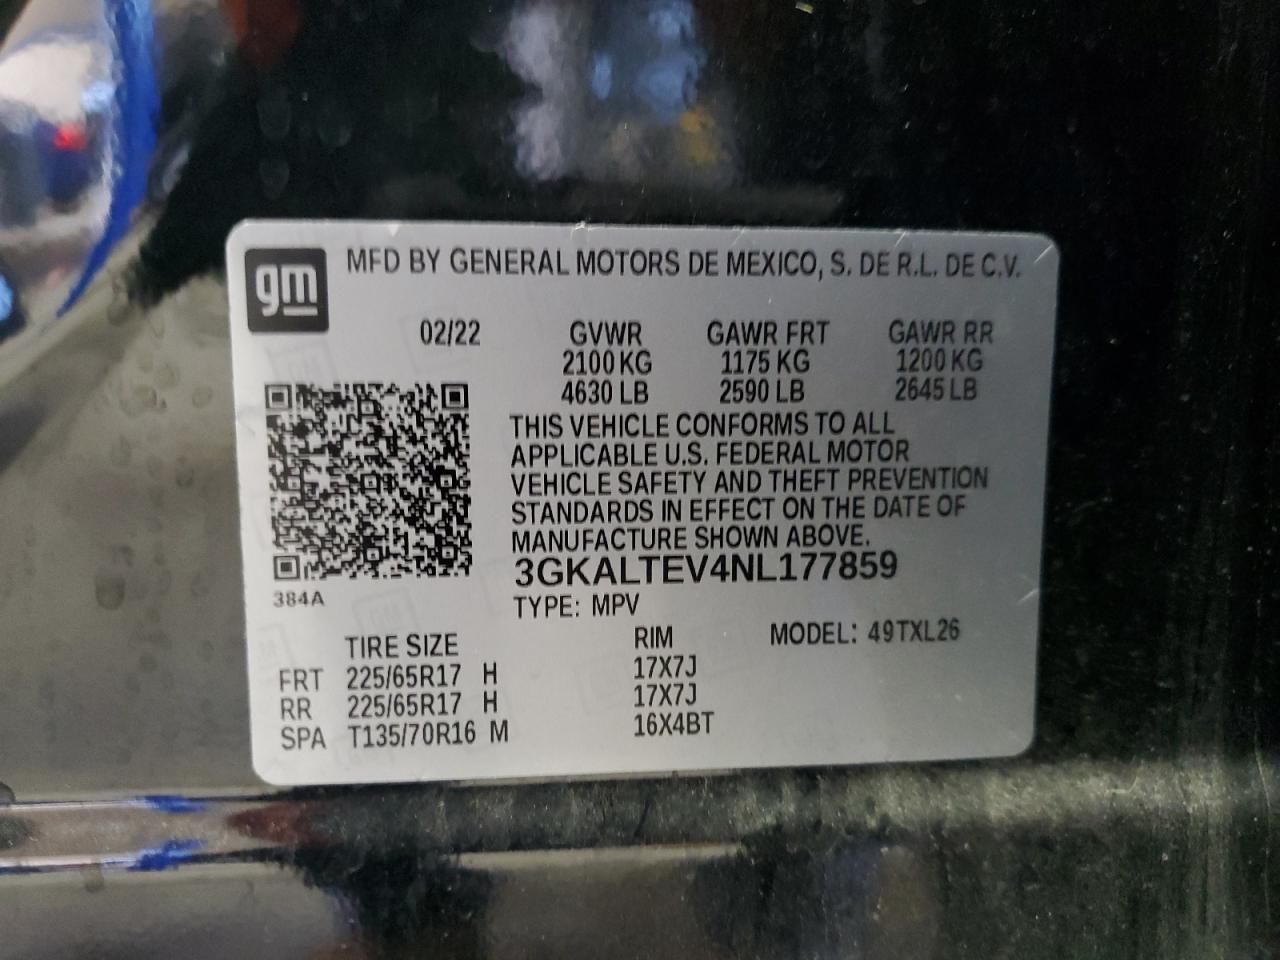 gm
MFD BY GENERAL MOTORS DE MEXICO, S. DE R.L. DE C.V.
02/22 GVWR GAWR FRT GAWR RR
2100 KG 1175 KG 1200 KG
4630 LB 2590 LB 2645 LB
THIS VEHICLE CONFORMS TO ALL
APPLICABLE U.S. FEDERAL MOTOR
VEHICLE SAFETY AND THEFT PREVENTION
STANDARDS IN EFFECT ON THE DATE OF
MANUFACTURE SHOWN ABOVE.
3GKALTEV4NL177859
384A
TYPE: MPV
TIRE SIZE RIM MODEL: 49TXL26
FRT 225/65R17 H 17X7J
RR 225/65R17 H 17X7J
SPA T135/70R16 M 16X4BT